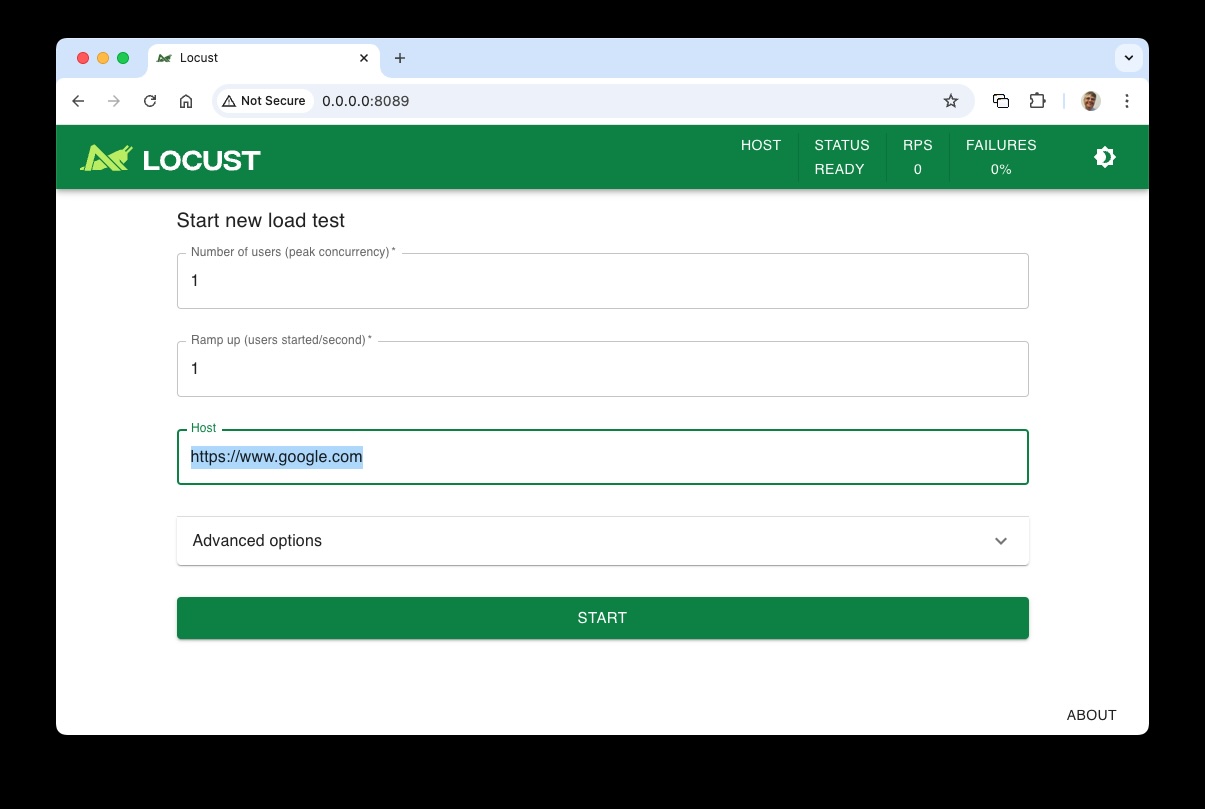 Locust
Not Secure
0.0.0.0:8089
LOCUST
HOST
STATUS
READY
RPS
0
FAILURES
0%
Start new load test
Number of users (peak concurrency) *
1
Ramp up (users started/second) *
1
Host
https://www.google.com
Advanced options
START
ABOUT